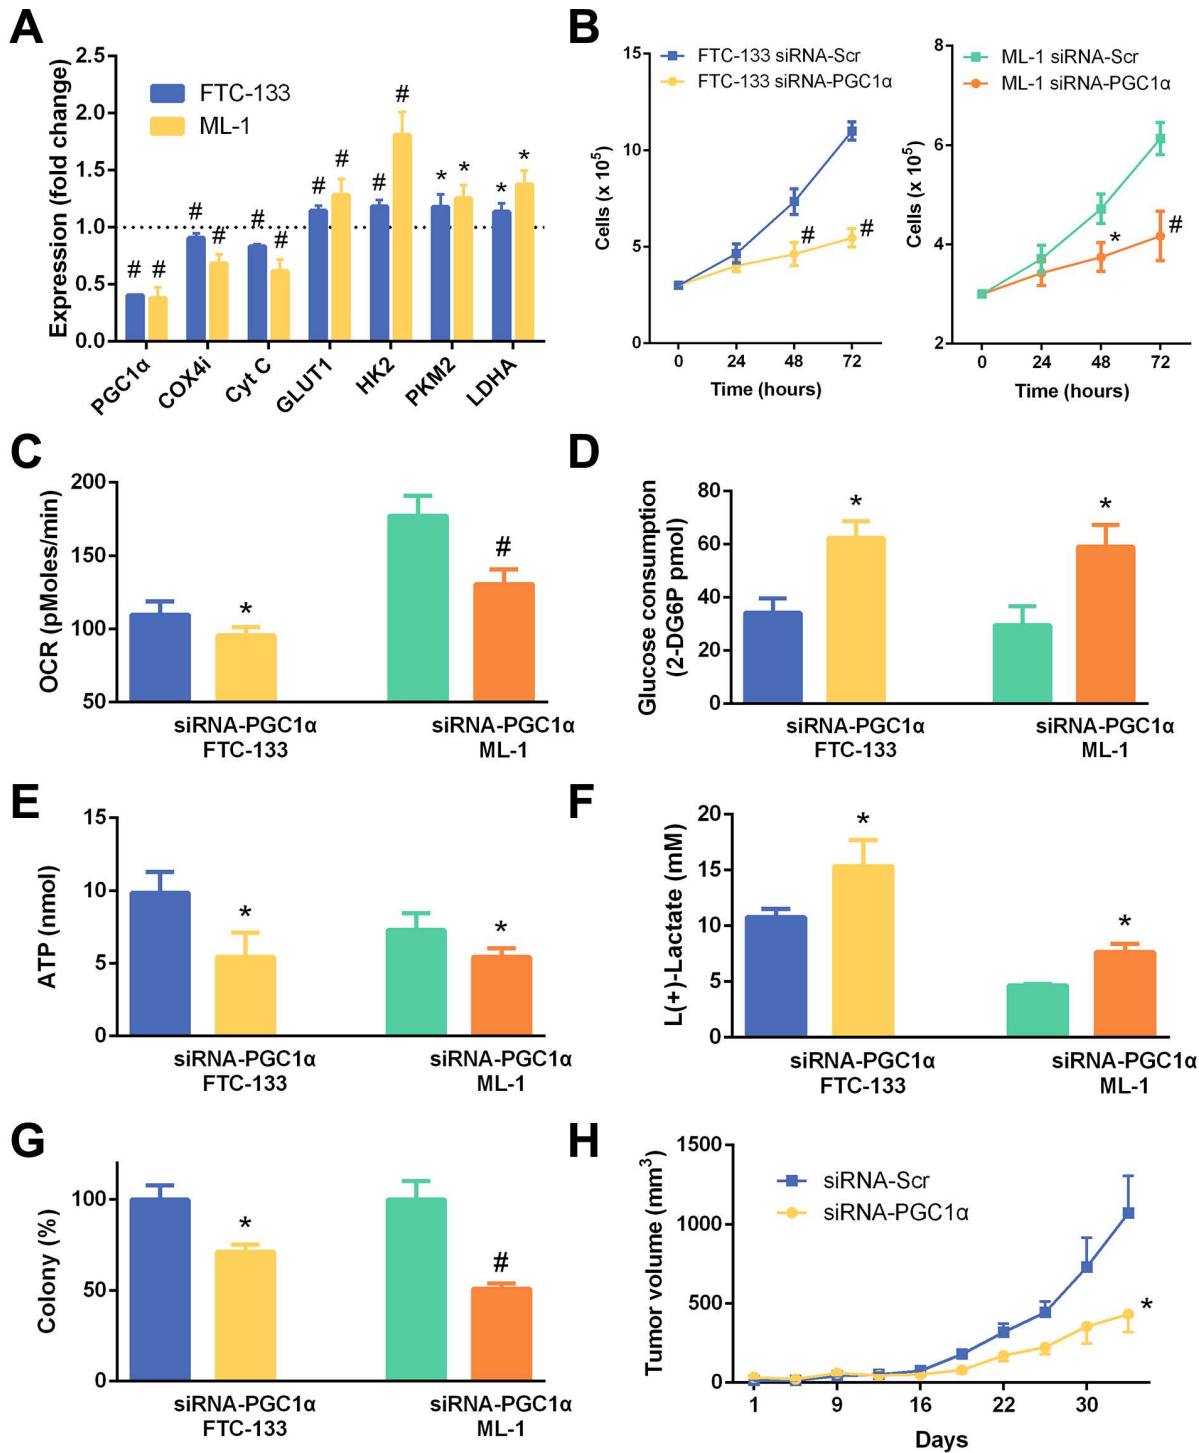 A
Expression (fold change)
2.5
2.0
1.5
1.0
0.5
0.0
FTC-133
ML-1
# # # # # # # # # # * * * *
PGC1α COX4i Cyt C GLUT1 HK2 PKM2 LDHA
B
Cells (x 10⁵)
15
10
5
0
FTC-133 siRNA-Scr
FTC-133 siRNA-PGC1α
# #
0 24 48 72
Time (hours)
Cells (x 10⁵)
8
6
4
2
ML-1 siRNA-Scr
ML-1 siRNA-PGC1α
* #
0 24 48 72
Time (hours)
C
OCR (pMoles/min)
200
150
100
50
* #
siRNA-PGC1α siRNA-PGC1α
FTC-133 ML-1
D
Glucose consumption
(2-DG6P pmol)
80
60
40
20
0
* *
siRNA-PGC1α siRNA-PGC1α
FTC-133 ML-1
E
ATP (nmol)
15
10
5
0
* *
siRNA-PGC1α siRNA-PGC1α
FTC-133 ML-1
F
L(+)-Lactate (mM)
20
15
10
5
0
* *
siRNA-PGC1α siRNA-PGC1α
FTC-133 ML-1
G
Colony (%)
100
50
0
* #
siRNA-PGC1α siRNA-PGC1α
FTC-133 ML-1
H
Tumor volume (mm³)
1500
1000
500
0
siRNA-Scr
siRNA-PGC1α
*
1 9 16 22 30
Days